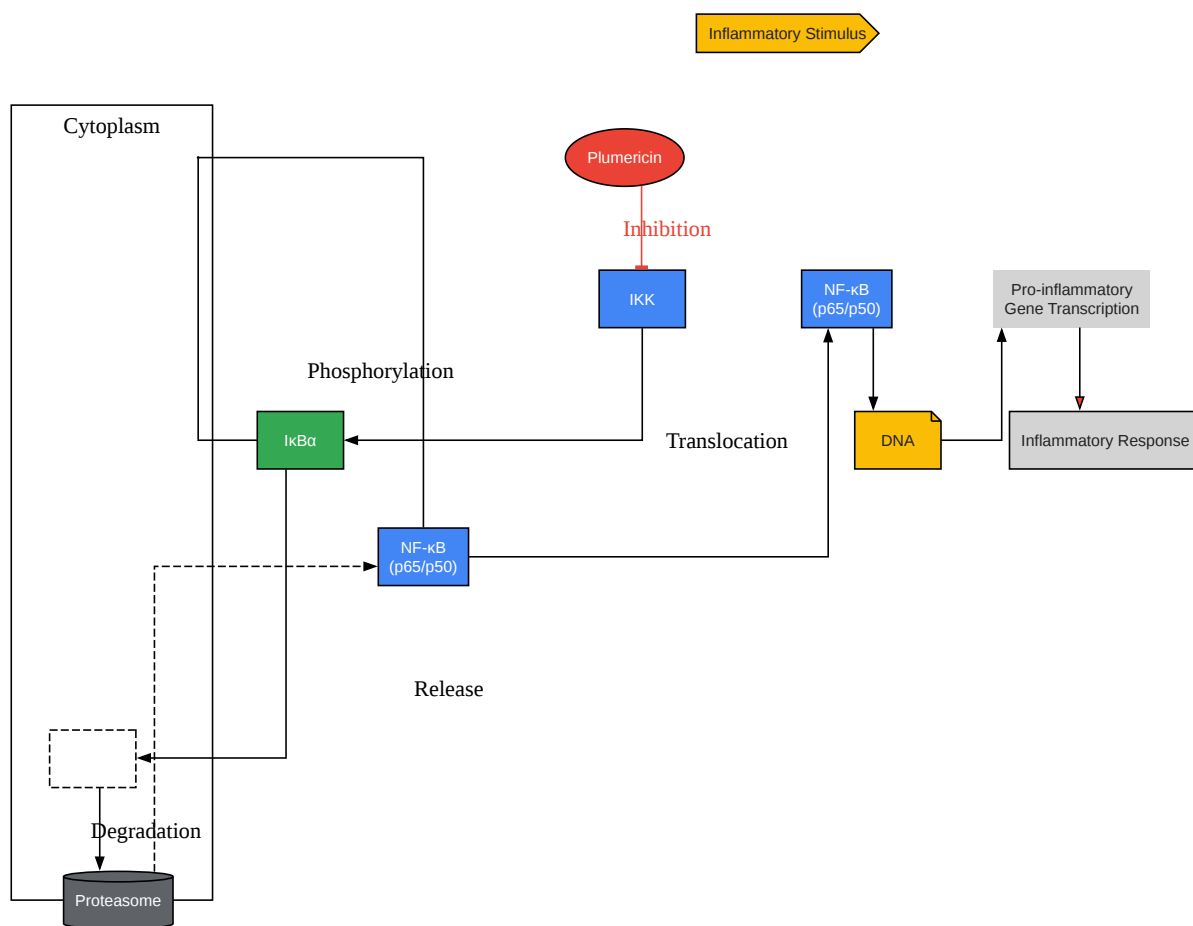 Inflammatory Stimulus
Cytoplasm
Plumericin
Inhibition
IKK
NF-κB
(p65/p50)
Pro-inflammatory
Gene Transcription
Phosphorylation
IκBα
Translocation
DNA
Inflammatory Response
NF-κB
(p65/p50)
Release
Degradation
Proteasome